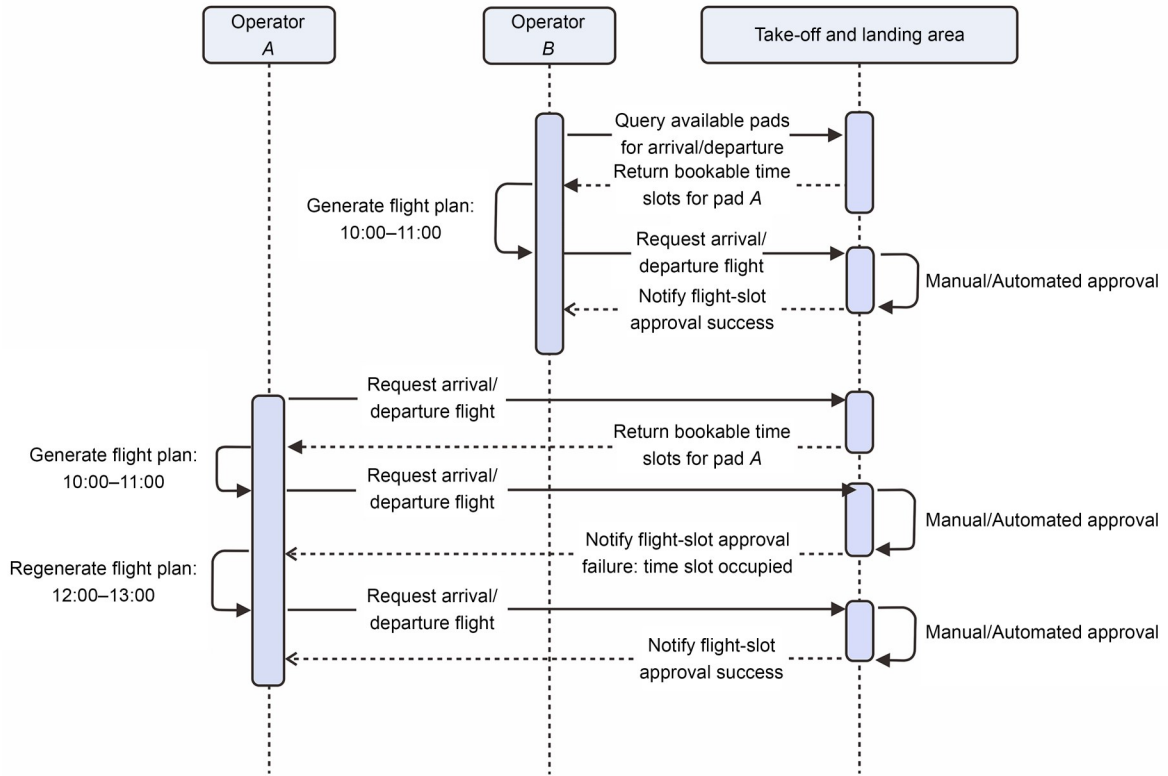 Operator
A
Operator
B
Take-off and landing area
Query available pads
for arrival/departure
Return bookable time
slots for pad A
Generate flight plan:
10:00–11:00
Request arrival/
departure flight
Manual/Automated approval
Notify flight-slot
approval success
Request arrival/
departure flight
Return bookable time
slots for pad A
Generate flight plan:
10:00–11:00
Request arrival/
departure flight
Manual/Automated approval
Notify flight-slot approval
failure: time slot occupied
Regenerate flight plan:
12:00–13:00
Request arrival/
departure flight
Manual/Automated approval
Notify flight-slot
approval success